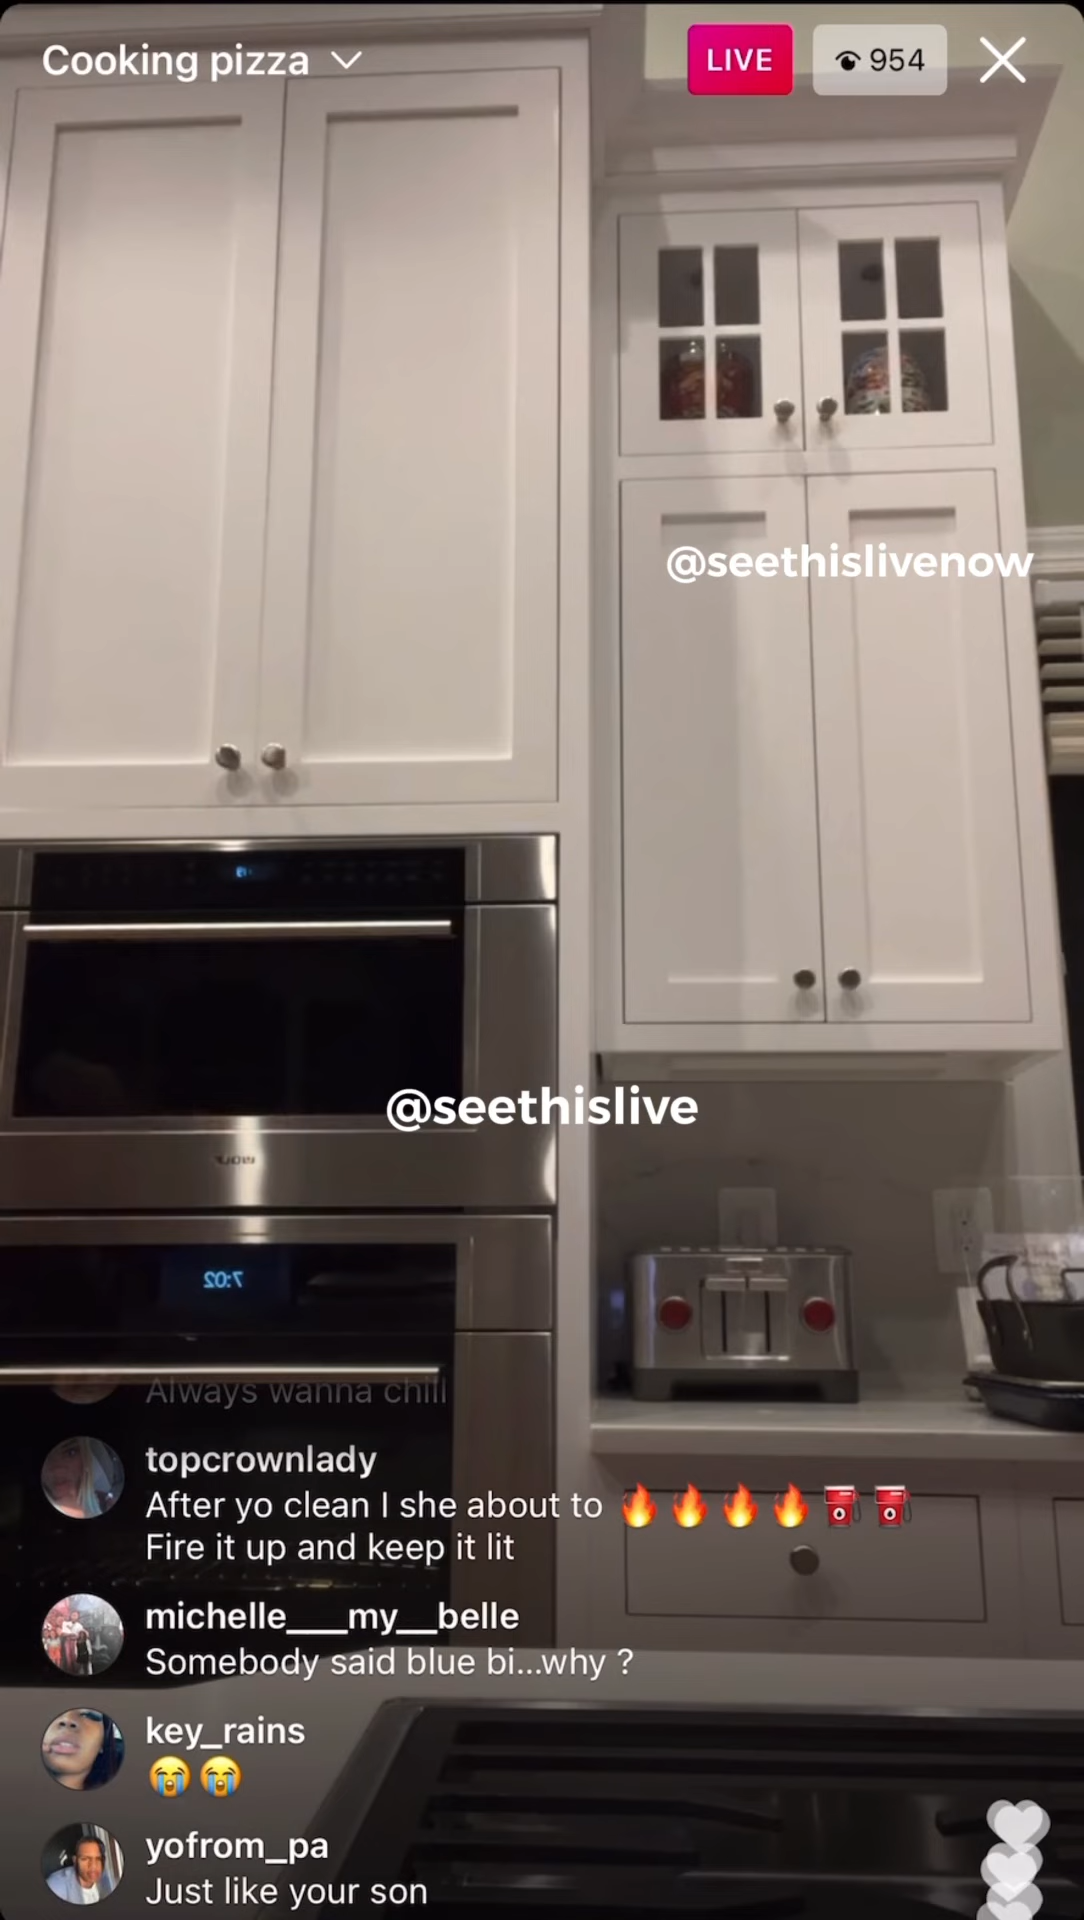 Cooking pizza
LIVE
954
@seethislivenow
@seethislive
WOLF
7:02
Always wanna chill
topcrownlady
After yo clean I she about to 🔥🔥🔥🔥⛽⛽
Fire it up and keep it lit
michelle___my__belle
Somebody said blue bi...why ?
key_rains
😭😭
yofrom_pa
Just like your son